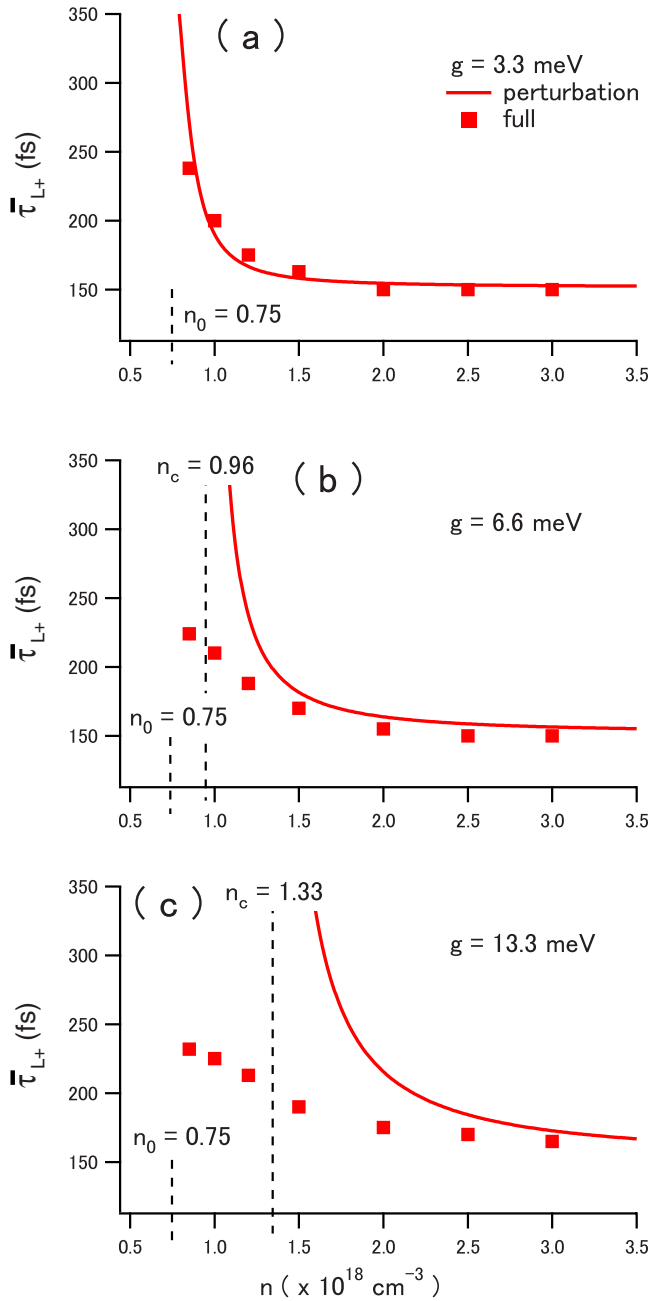 350
( a )
g = 3.3 meV
300
perturbation
full
250
τ̄L+ (fs)
200
150
n0 = 0.75
0.5 1.0 1.5 2.0 2.5 3.0 3.5
350
nc = 0.96
( b )
g = 6.6 meV
300
250
τ̄L+ (fs)
200
n0 = 0.75
150
0.5 1.0 1.5 2.0 2.5 3.0 3.5
350
( c )
nc = 1.33
g = 13.3 meV
300
250
τ̄L+ (fs)
200
n0 = 0.75
150
0.5 1.0 1.5 2.0 2.5 3.0 3.5
n ( x 10^18 cm^-3 )